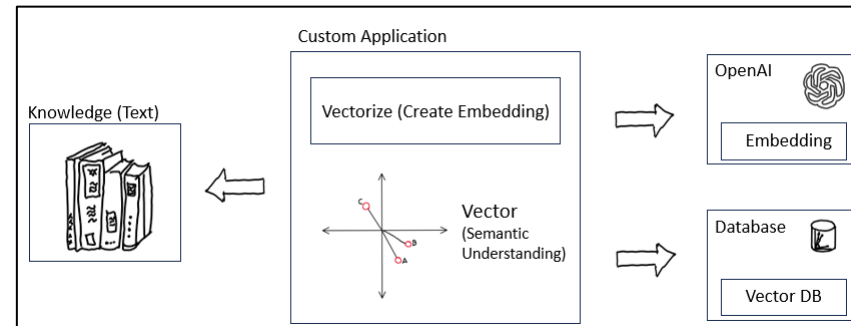 Custom Application
OpenAI
Knowledge (Text)
Vectorize (Create Embedding)
Embedding
C
Vector
(Semantic
Understanding)
B
A
Database
Vector DB